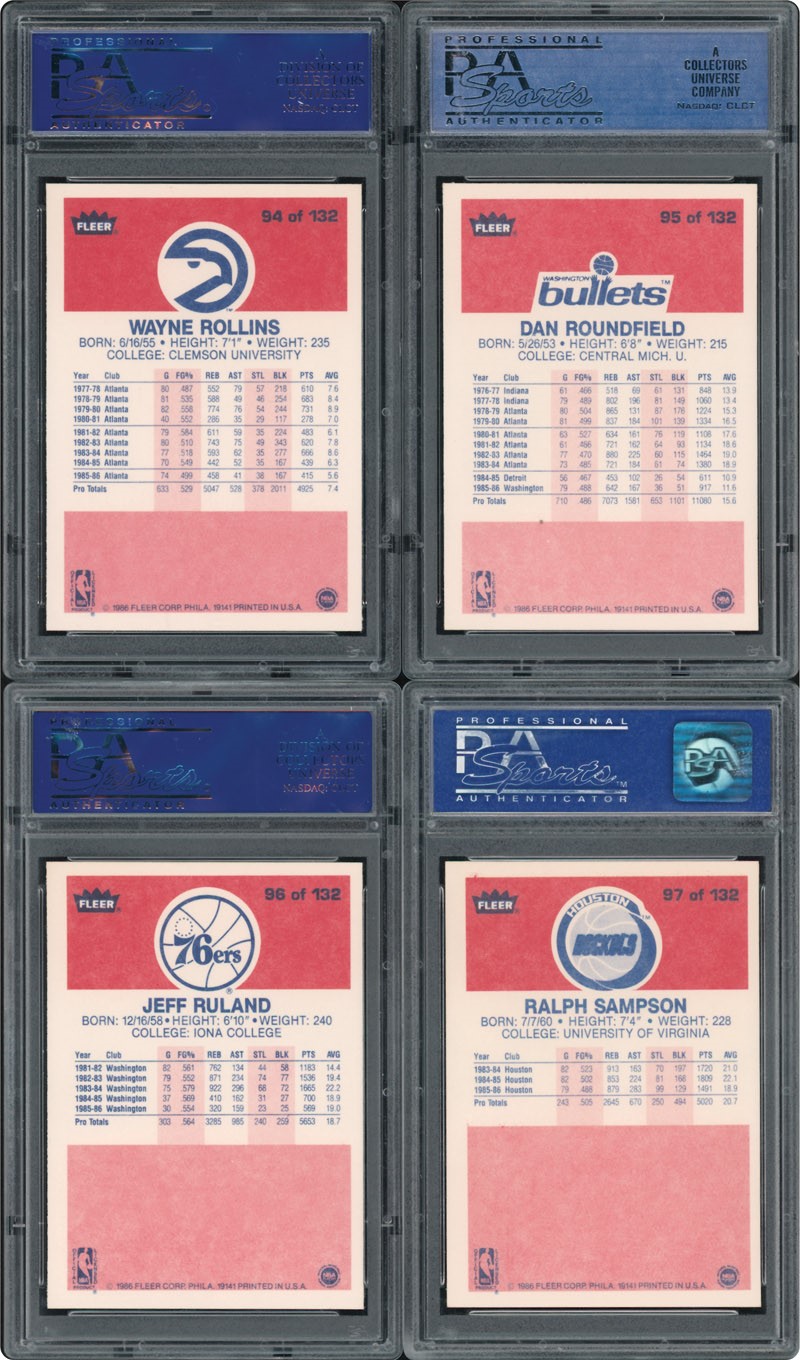 PROFESSIONAL
PSA
Sports
AUTHENTICATOR
A
DIVISION OF
COLLECTORS
UNIVERSE
NASDAQ: CLCT
FLEER
94 of 132
WAYNE ROLLINS
BORN: 6/16/55 • HEIGHT: 7'1" • WEIGHT: 235
COLLEGE: CLEMSON UNIVERSITY
Year Club G FG% REB AST STL BLK PTS AVG
1977-78 Atlanta 80 .487 552 79 57 218 610 7.6
1978-79 Atlanta 81 .535 588 49 46 254 683 8.4
1979-80 Atlanta 82 .558 774 76 54 244 731 8.9
1980-81 Atlanta 40 .552 286 35 29 117 278 7.0
1981-82 Atlanta 79 .584 611 59 35 224 483 6.1
1982-83 Atlanta 80 .510 743 75 49 343 620 7.8
1983-84 Atlanta 77 .518 593 62 35 277 666 8.6
1984-85 Atlanta 70 .549 442 52 35 167 439 6.3
1985-86 Atlanta 74 .499 458 41 38 167 415 5.6
Pro Totals 633 .529 5047 528 378 2011 4925 7.4
© 1986 FLEER CORP. PHILA. 19141 PRINTED IN U.S.A.
PROFESSIONAL
PSA
Sports
AUTHENTICATOR
A
COLLECTORS
UNIVERSE
COMPANY
NASDAQ: CLCT
FLEER
95 of 132
WASHINGTON
bullets™
DAN ROUNDFIELD
BORN: 5/26/53 • HEIGHT: 6'8" • WEIGHT: 215
COLLEGE: CENTRAL MICH. U.
Year Club G FG% REB AST STL BLK PTS AVG
1976-77 Indiana 61 .466 518 69 61 131 848 13.9
1977-78 Indiana 79 .489 802 196 81 149 1060 13.4
1978-79 Atlanta 80 .504 865 131 87 176 1224 15.3
1979-80 Atlanta 81 .499 837 184 101 139 1334 16.5
1980-81 Atlanta 63 .527 634 161 76 119 1108 17.6
1981-82 Atlanta 61 .466 721 162 64 93 1134 18.6
1982-83 Atlanta 77 .470 880 225 60 115 1464 19.0
1983-84 Atlanta 73 .485 721 184 61 74 1380 18.9
1984-85 Detroit 56 .467 453 102 26 54 611 10.9
1985-86 Washington 79 .488 642 167 36 51 917 11.6
Pro Totals 710 .486 7073 1581 653 1101 11080 15.6
© 1986 FLEER CORP. PHILA. 19141 PRINTED IN U.S.A.
PROFESSIONAL
PSA
Sports
AUTHENTICATOR
A
DIVISION OF
COLLECTORS
UNIVERSE
NASDAQ: CLCT
FLEER
96 of 132
76ers
JEFF RULAND
BORN: 12/16/58 • HEIGHT: 6'10" • WEIGHT: 240
COLLEGE: IONA COLLEGE
Year Club G FG% REB AST STL BLK PTS AVG
1981-82 Washington 82 .561 762 134 44 58 1183 14.4
1982-83 Washington 79 .552 871 234 74 77 1536 19.4
1983-84 Washington 75 .579 922 296 68 72 1665 22.2
1984-85 Washington 37 .569 410 162 31 27 700 18.9
1985-86 Washington 30 .554 320 159 23 25 569 19.0
Pro Totals 303 .564 3285 985 240 259 5653 18.7
© 1986 FLEER CORP. PHILA. 19141 PRINTED IN U.S.A.
PROFESSIONAL
PSA
Sports™
AUTHENTICATOR
PSA
FLEER
97 of 132
HOUSTON
ROCKETS
RALPH SAMPSON
BORN: 7/7/60 • HEIGHT: 7'4" • WEIGHT: 228
COLLEGE: UNIVERSITY OF VIRGINIA
Year Club G FG% REB AST STL BLK PTS AVG
1983-84 Houston 82 .523 913 163 70 197 1720 21.0
1984-85 Houston 82 .502 853 224 81 166 1809 22.1
1985-86 Houston 79 .488 879 283 99 129 1491 18.9
Pro Totals 243 .505 2645 670 250 494 5020 20.7
© 1986 FLEER CORP. PHILA. 19141 PRINTED IN U.S.A.